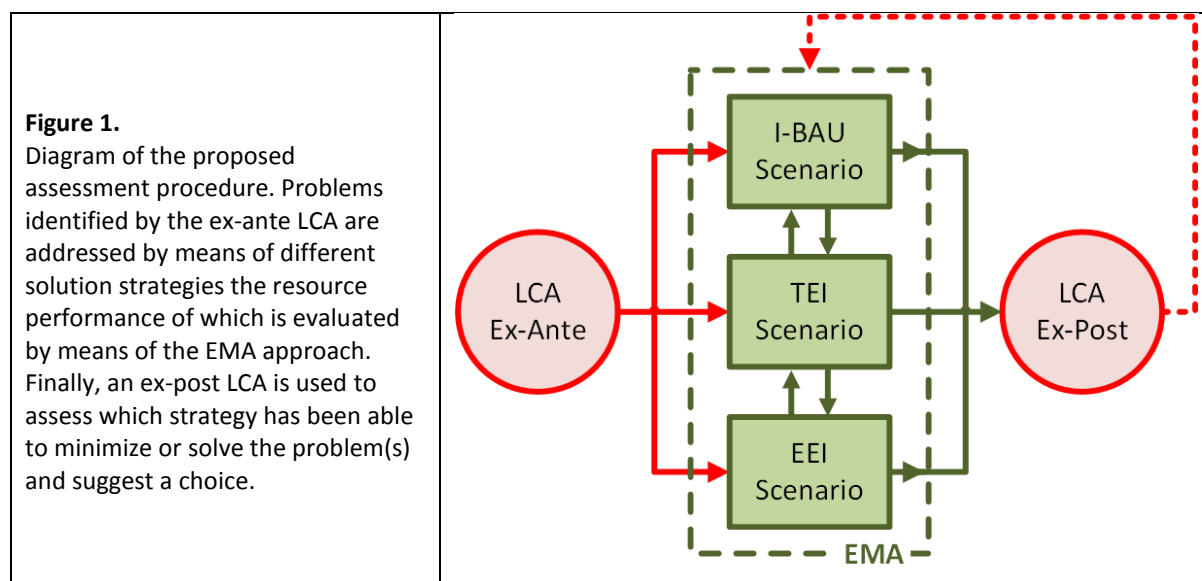 Figure 1.
Diagram of the proposed
assessment procedure. Problems
identified by the ex-ante LCA are
addressed by means of different
solution strategies the resource
performance of which is evaluated
by means of the EMA approach.
Finally, an ex-post LCA is used to
assess which strategy has been able
to minimize or solve the problem(s)
and suggest a choice.
I-BAU
Scenario
LCA
Ex-Ante
TEI
Scenario
LCA
Ex-Post
EEI
Scenario
EMA